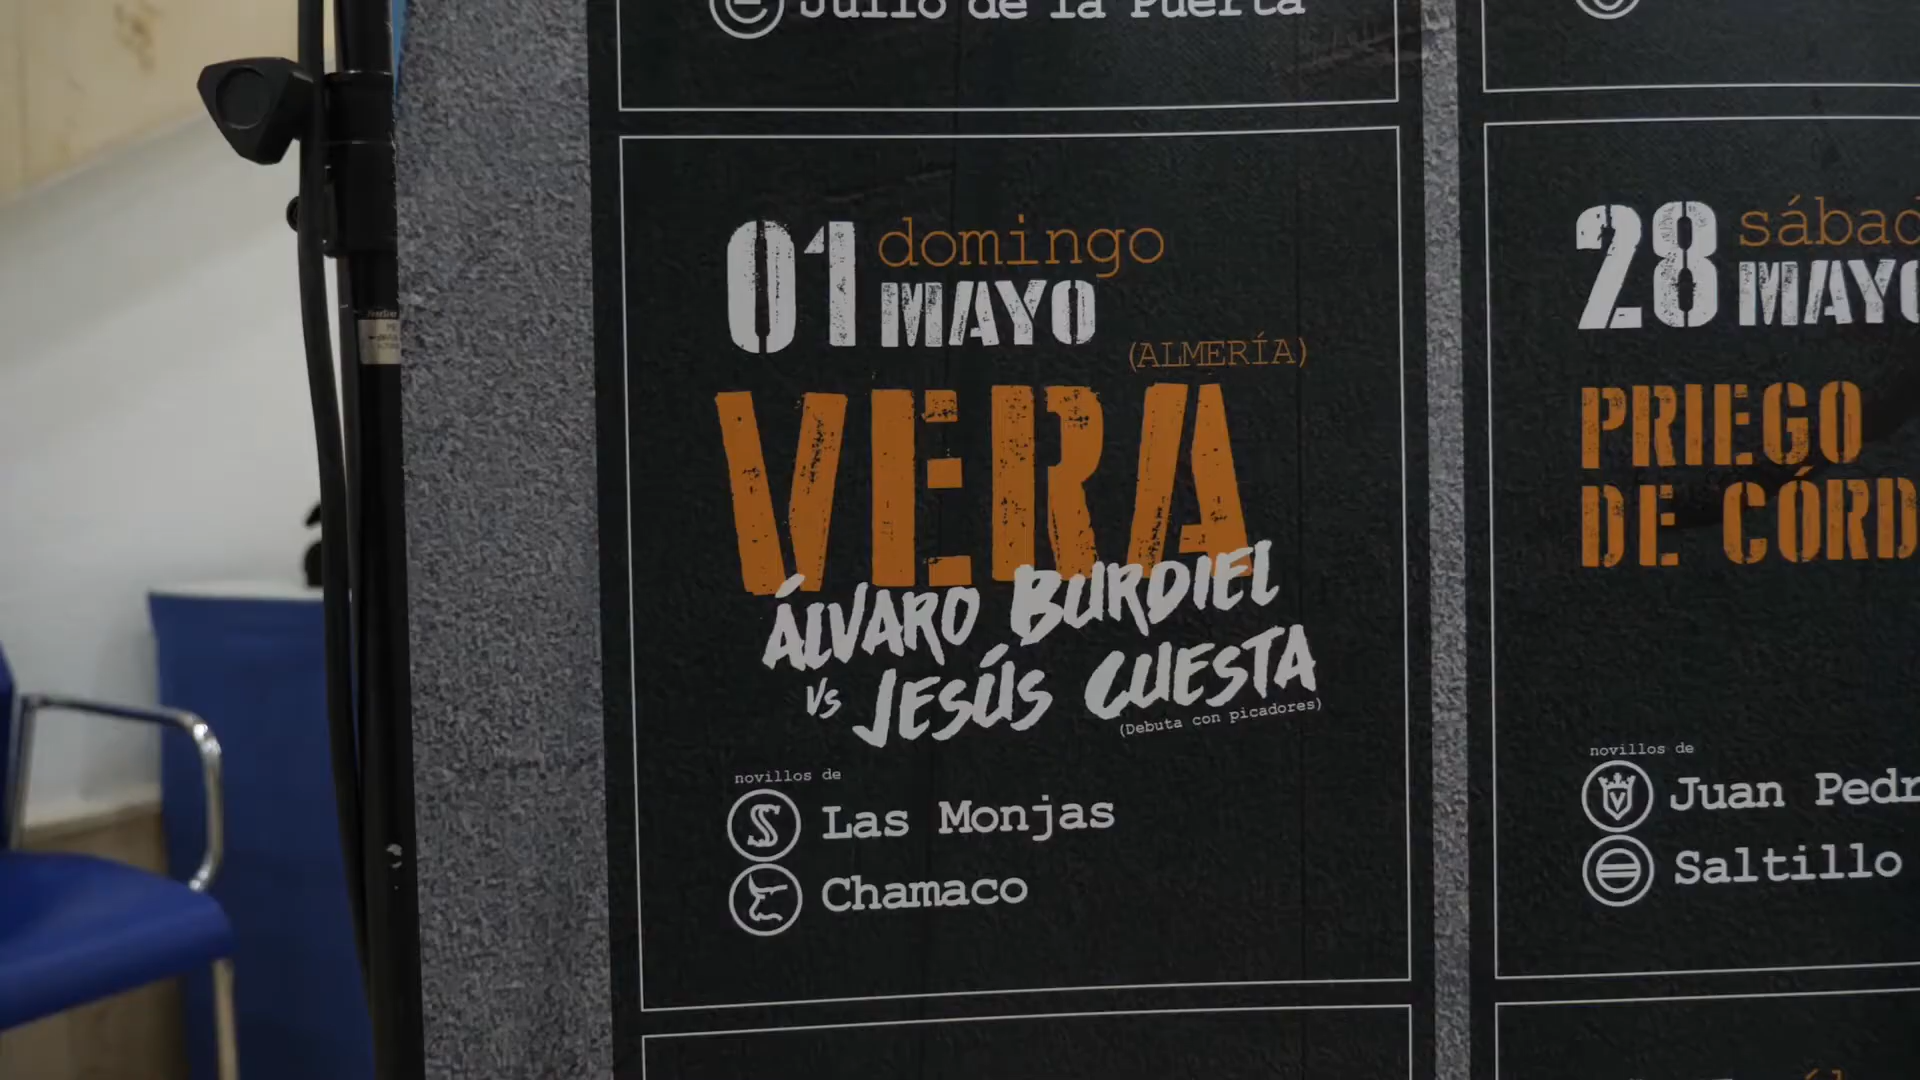 Julio de la Puerta
01 domingo
MAYO
(ALMERÍA)
VERA
ÁLVARO BURDIEL
VS JESÚS CUESTA
(Debuta con picadores)
novillos de
Las Monjas
Chamaco
28 sábad
MAYO
PRIEGO
DE CÓRD
novillos de
Juan Pedr
Saltillo